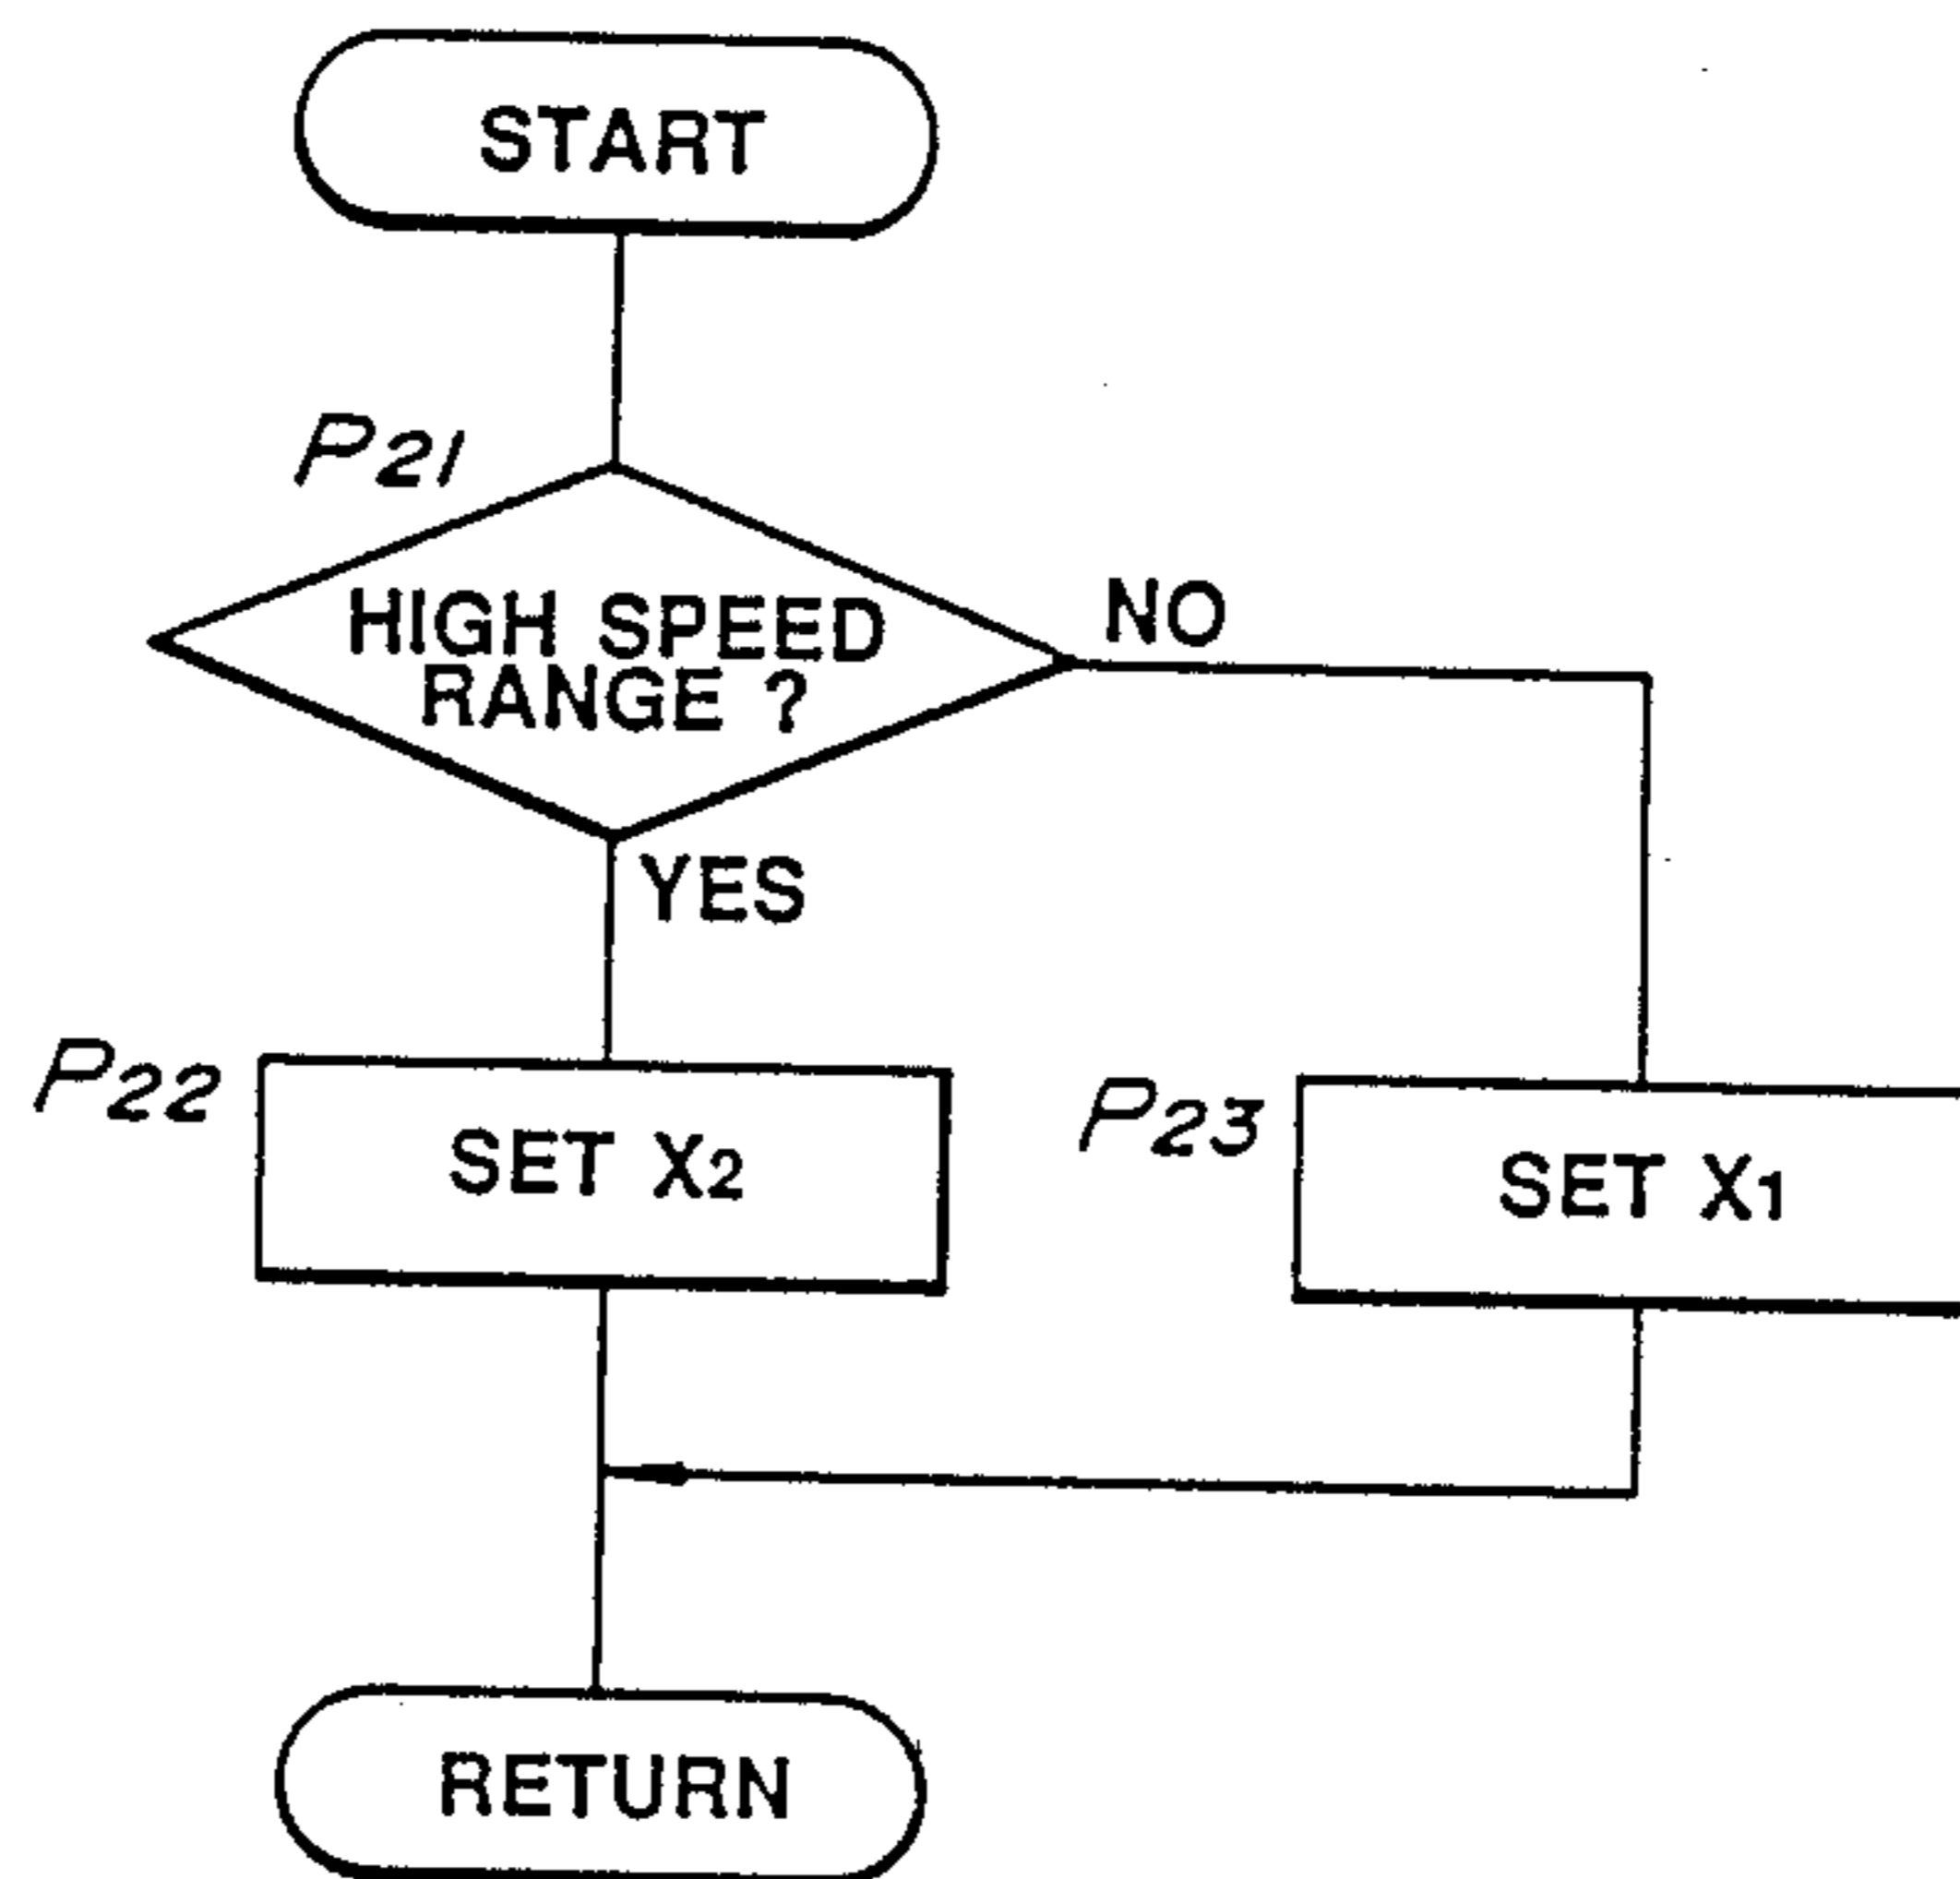 START
P21
HIGH SPEED
RANGE ?
NO
YES
P22
SET X2
P23
SET X1
RETURN